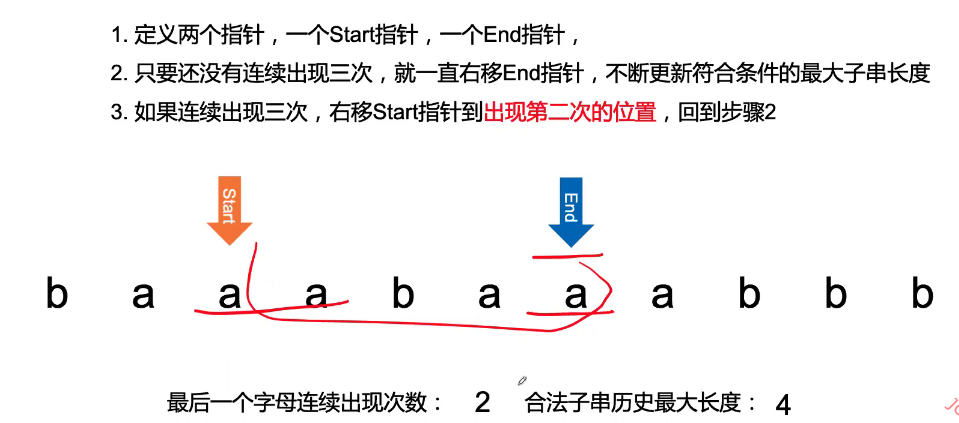 1. 定义两个指针，一个Start指针，一个End指针，
2. 只要还没有连续出现三次，就一直右移End指针，不断更新符合条件的最大子串长度
3. 如果连续出现三次，右移Start指针到出现第二次的位置，回到步骤2
Start
End
b a a a b a a a b b b
最后一个字母连续出现次数： 2 合法子串历史最大长度： 4